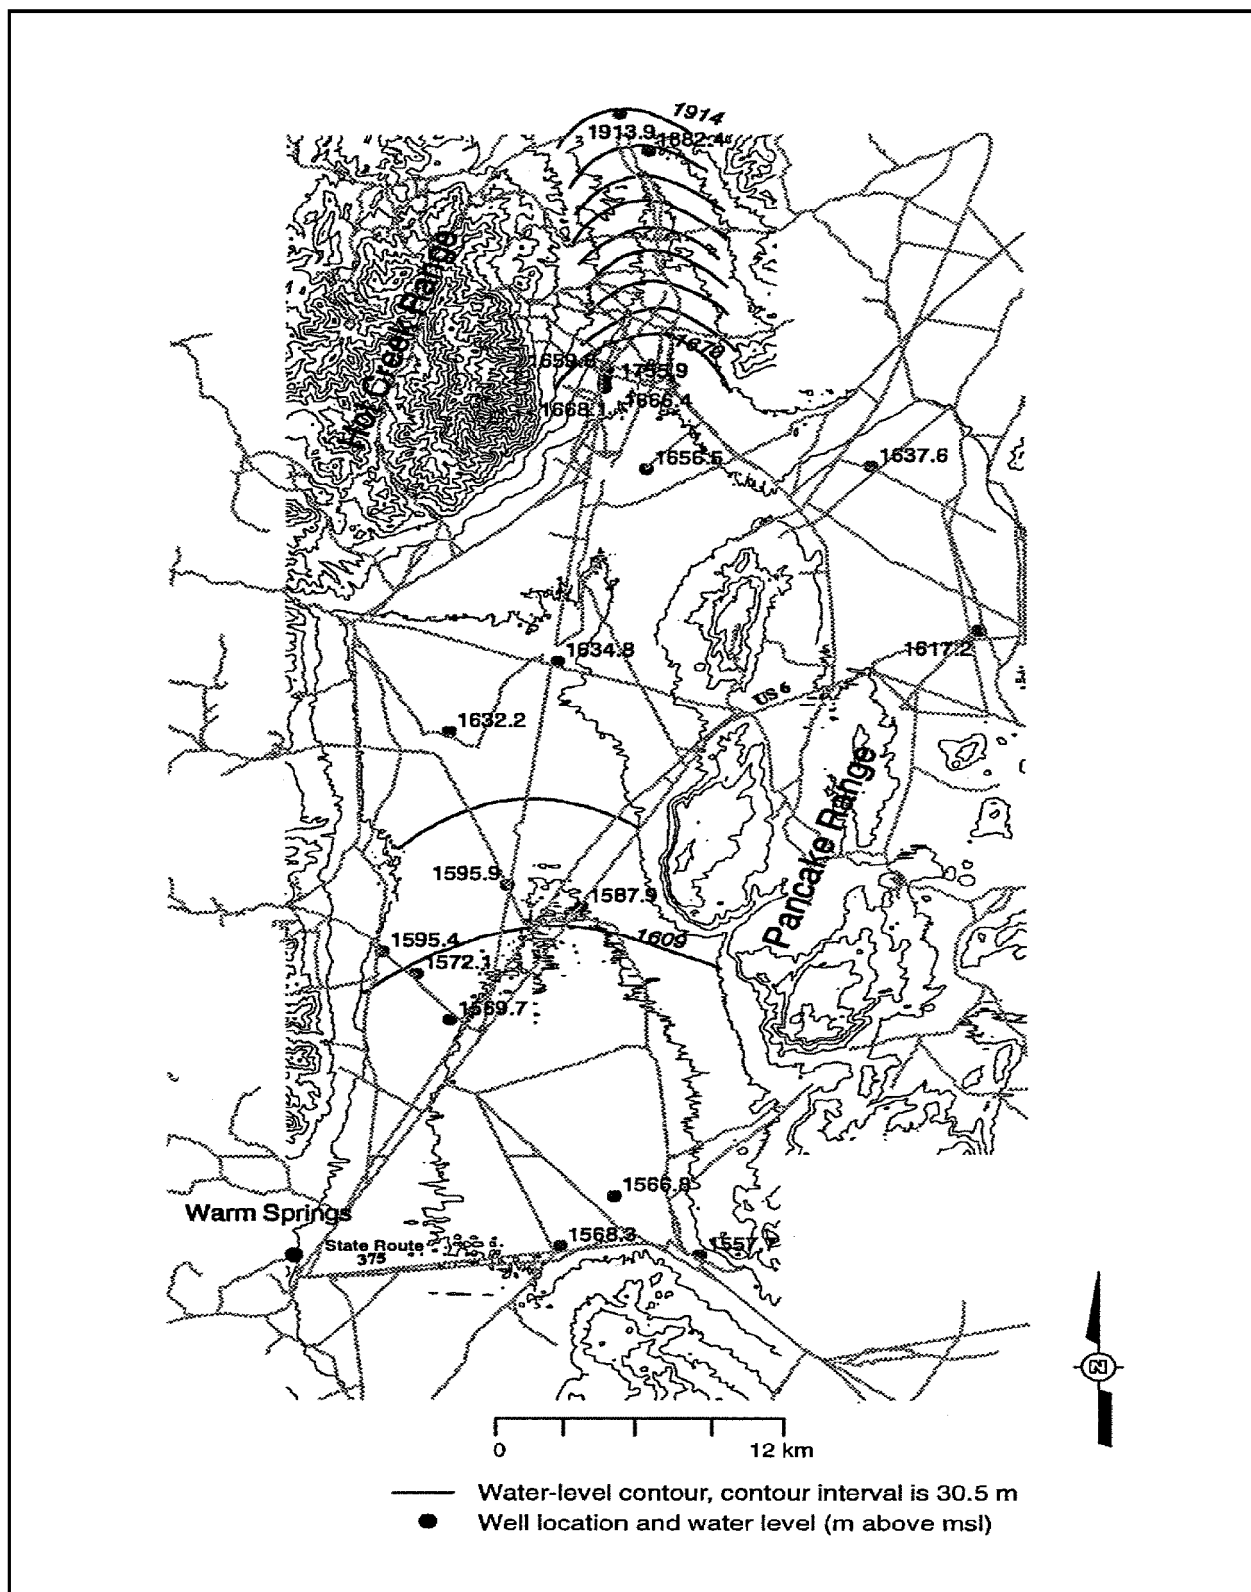 1914
1913.9
1882.4
Hot Creek Range
1670
1659.8
1755.9
1666.4
1668.1
1656.5
1637.6
1634.8
1617.2
US 6
1632.2
Pancake Range
1595.9
1587.9
1609
1595.4
1572.1
1569.7
1566.8
Warm Springs
State Route
375
1568.3
1557.7
N
0
12 km
Water-level contour, contour interval is 30.5 m
Well location and water level (m above msl)